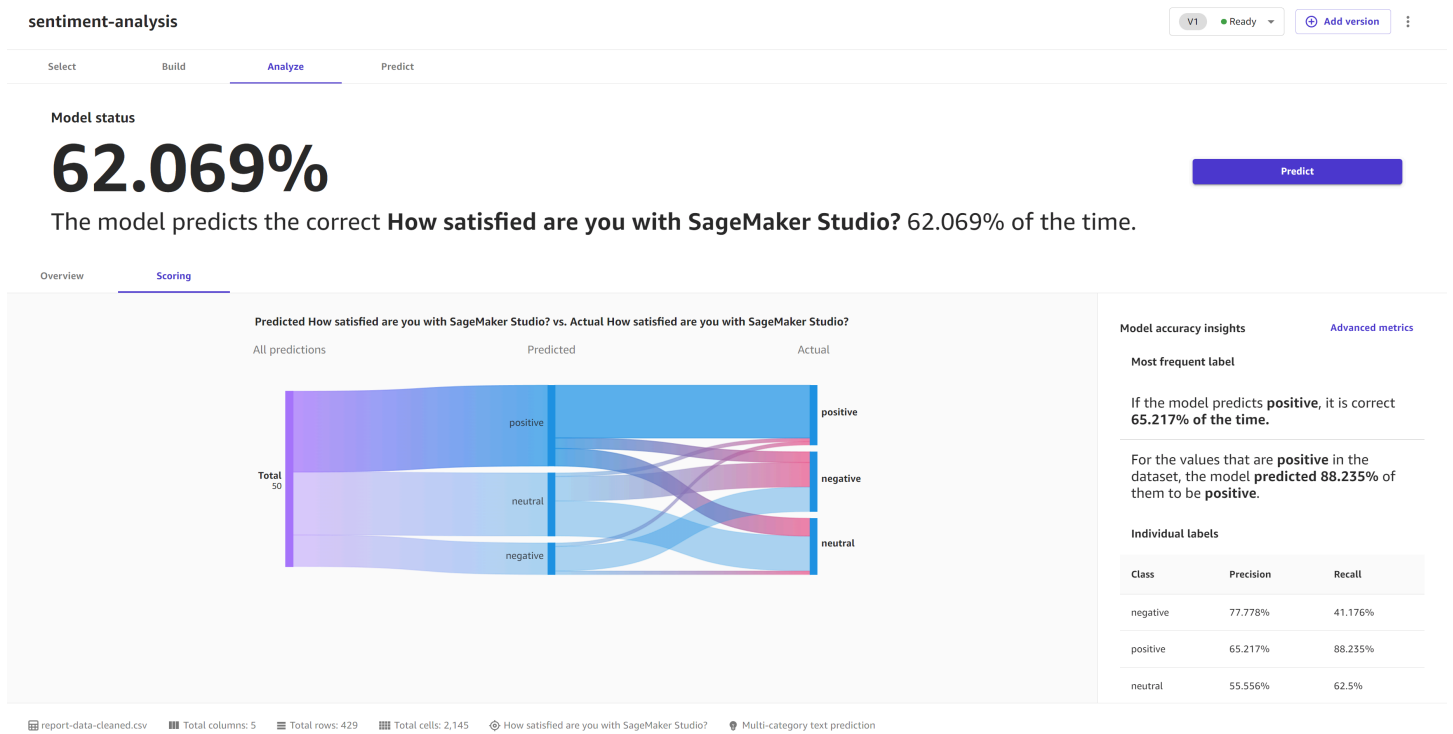 sentiment-analysis
V1 Ready
Add version
Select Build Analyze Predict
Model status
62.069%
Predict
The model predicts the correct How satisfied are you with SageMaker Studio? 62.069% of the time.
Overview Scoring
Predicted How satisfied are you with SageMaker Studio? vs. Actual How satisfied are you with SageMaker Studio?
All predictions Predicted Actual
positive
positive
Total
50
negative
neutral
neutral
negative
Model accuracy insights Advanced metrics
Most frequent label
If the model predicts positive, it is correct
65.217% of the time.
For the values that are positive in the
dataset, the model predicted 88.235% of
them to be positive.
Individual labels
Class Precision Recall
negative 77.778% 41.176%
positive 65.217% 88.235%
neutral 55.556% 62.5%
report-data-cleaned.csv Total columns: 5 Total rows: 429 Total cells: 2,145 How satisfied are you with SageMaker Studio? Multi-category text prediction